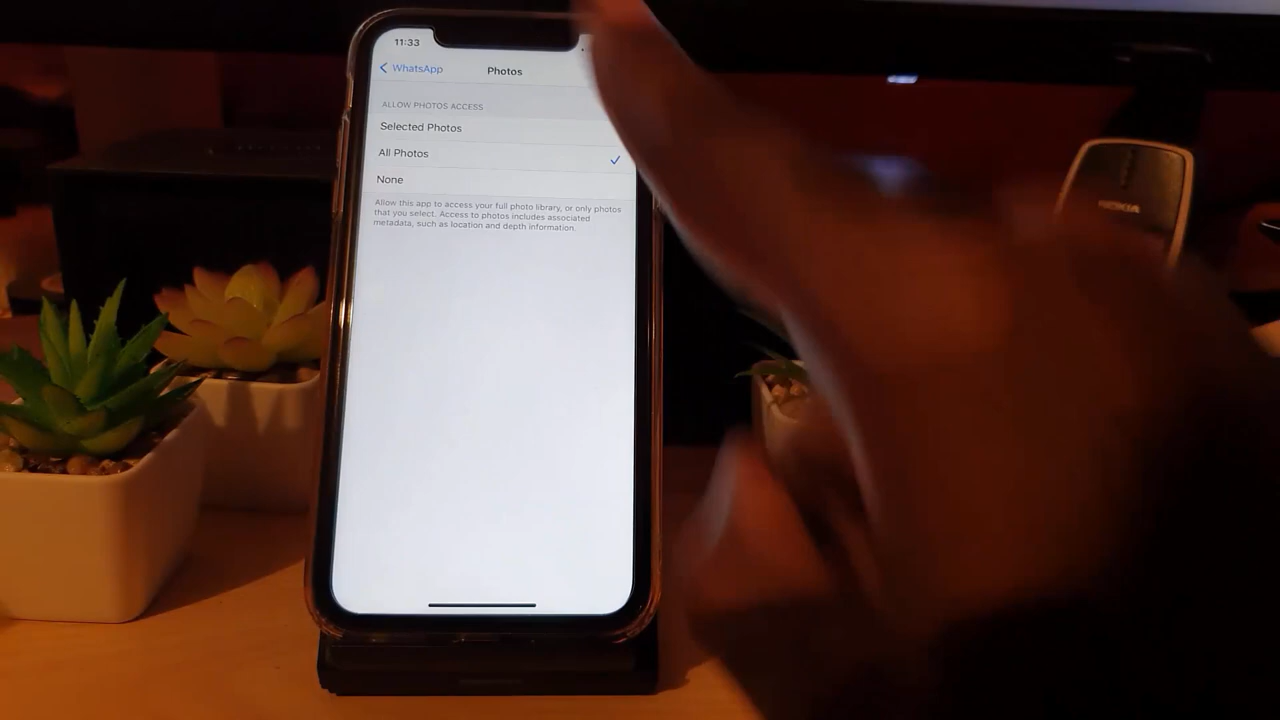 11:33
WhatsApp
Photos
ALLOW PHOTOS ACCESS
Selected Photos
All Photos
None
Allow this app to access your full photo library, or only photos
that you select. Access to photos includes associated
metadata, such as location and depth information.
NOKIA